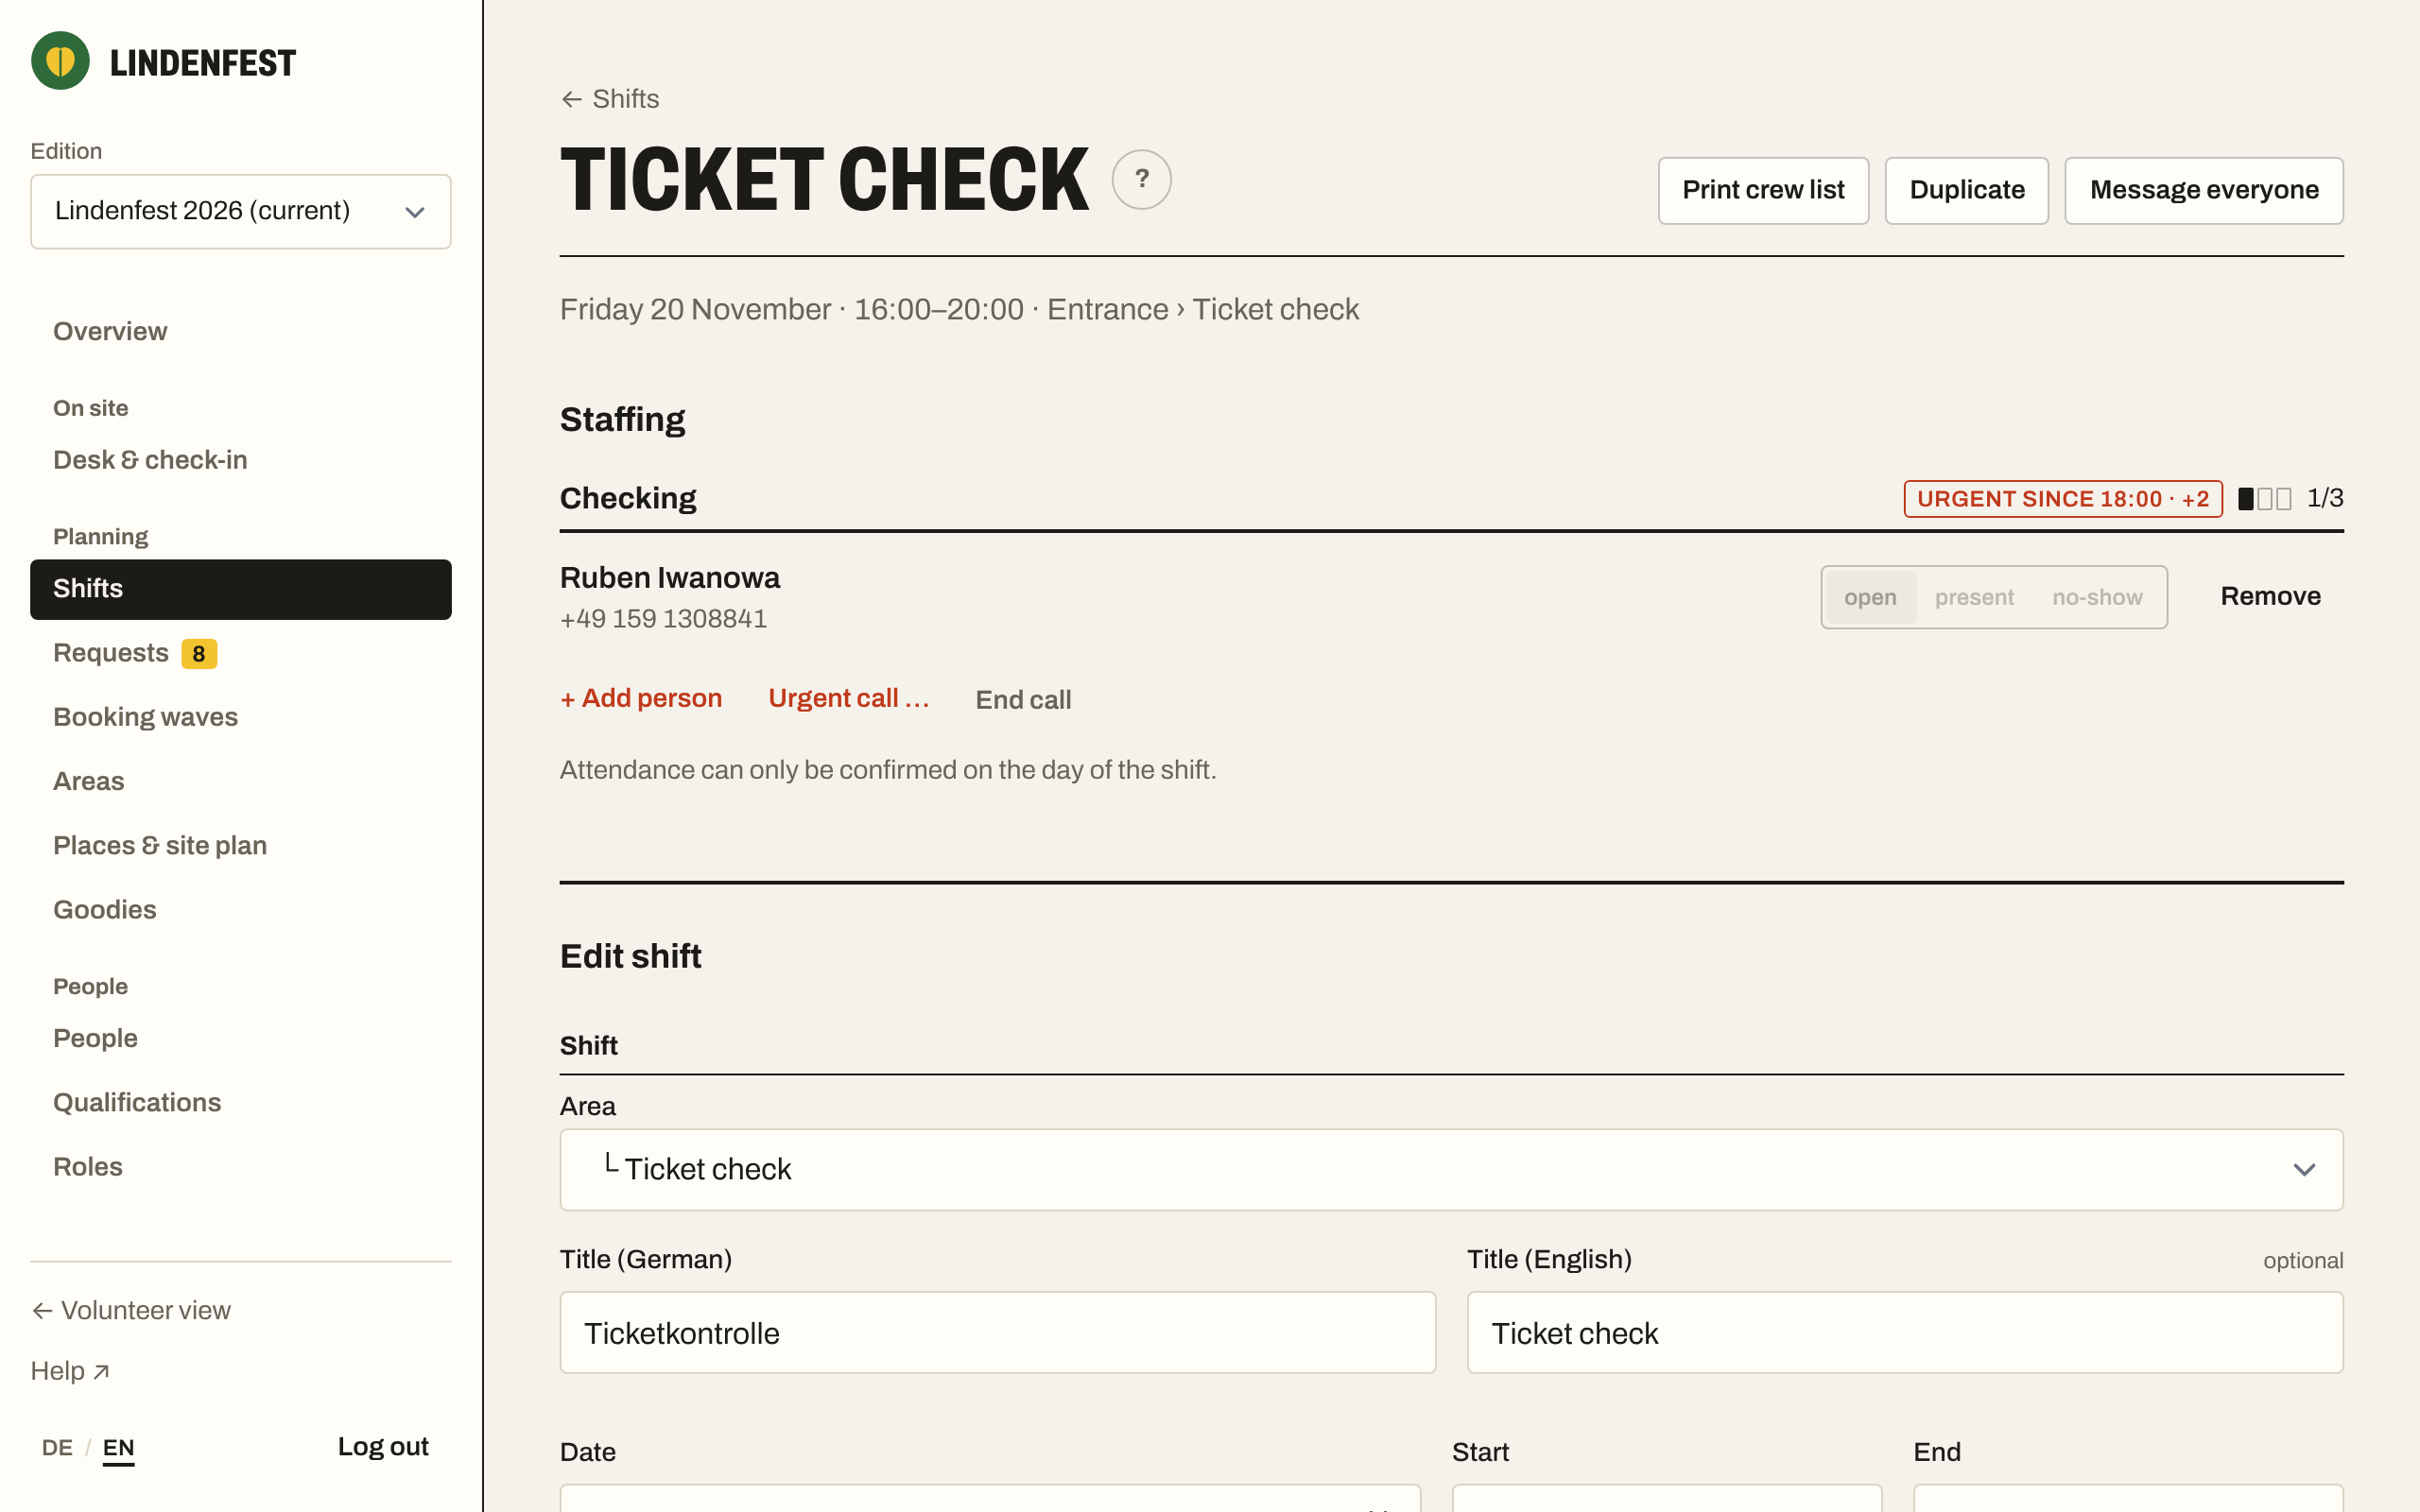 LINDENFEST
Edition
Lindenfest 2026 (current)
Overview
On site
Desk & check-in
Planning
Shifts
Requests 8
Booking waves
Areas
Places & site plan
Goodies
People
People
Qualifications
Roles
← Volunteer view
Help ↗
DE / EN Log out
← Shifts
TICKET CHECK ?
Print crew list Duplicate Message everyone
Friday 20 November · 16:00–20:00 · Entrance › Ticket check
Staffing
Checking URGENT SINCE 18:00 · +2 1/3
Ruben Iwanowa
+49 159 1308841
open present no-show Remove
+ Add person Urgent call … End call
Attendance can only be confirmed on the day of the shift.
Edit shift
Shift
Area
└ Ticket check
Title (German) Title (English) optional
Ticketkontrolle Ticket check
Date Start End